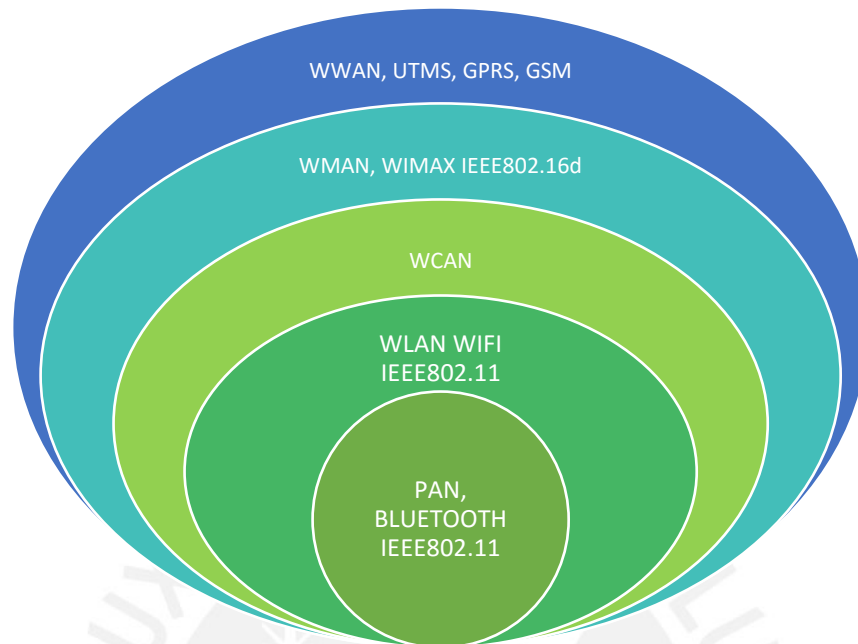 WWAN, UTMS, GPRS, GSM
WMAN, WIMAX IEEE802.16d
WCAN
WLAN WIFI
IEEE802.11
PAN,
BLUETOOTH
IEEE802.11